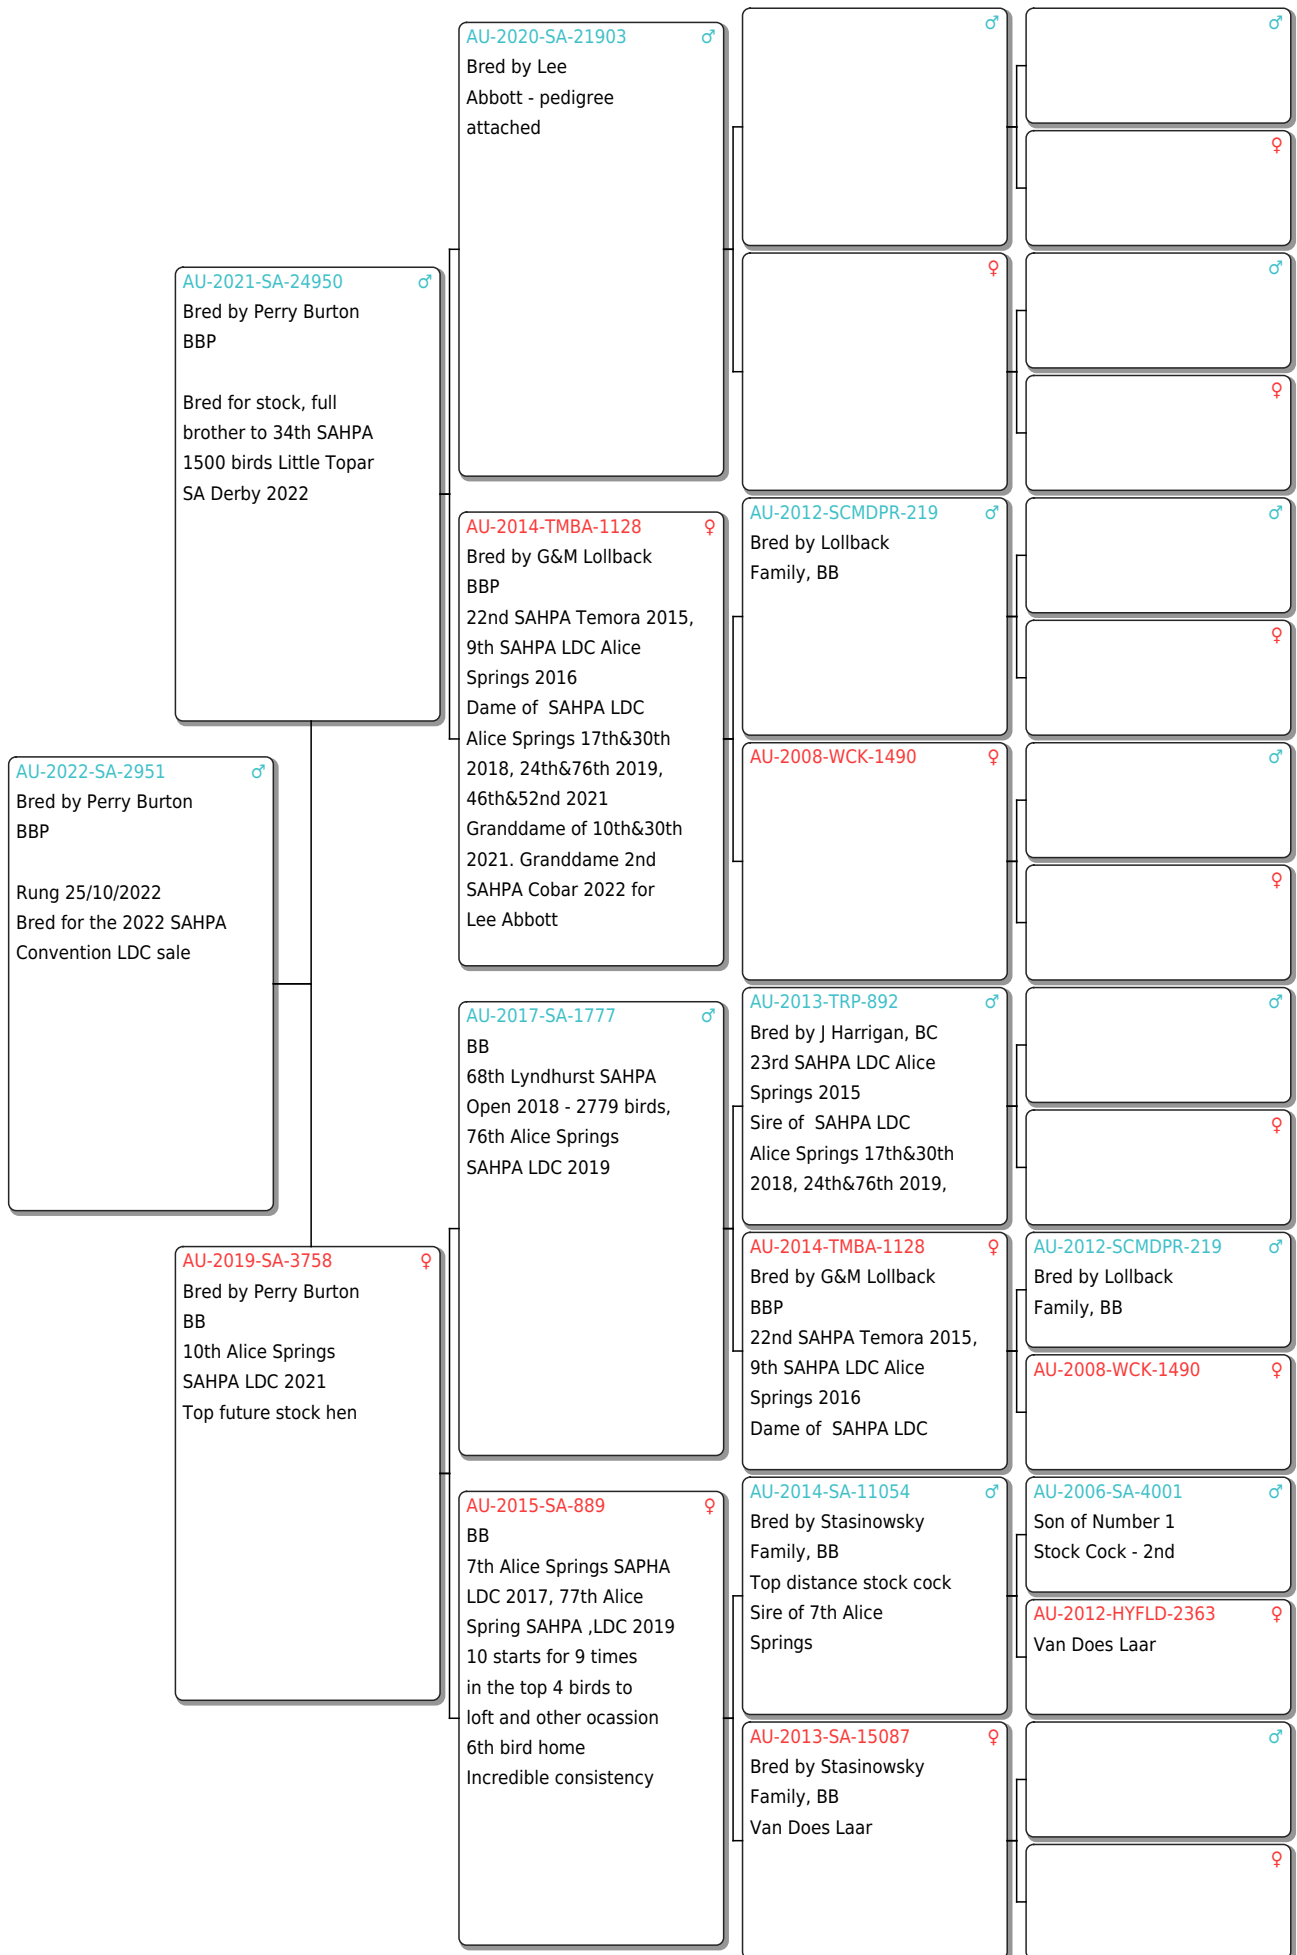 AU-2022-SA-2951 ♂
Bred by Perry Burton
BBP
Rung 25/10/2022
Bred for the 2022 SAHPA
Convention LDC sale
AU-2021-SA-24950 ♂
Bred by Perry Burton
BBP
Bred for stock, full
brother to 34th SAHPA
1500 birds Little Topar
SA Derby 2022
AU-2019-SA-3758 ♀
Bred by Perry Burton
BB
10th Alice Springs
SAHPA LDC 2021
Top future stock hen
AU-2020-SA-21903 ♂
Bred by Lee
Abbott - pedigree
attached
AU-2014-TMBA-1128 ♀
Bred by G&M Lollback
BBP
22nd SAHPA Temora 2015,
9th SAHPA LDC Alice
Springs 2016
Dame of  SAHPA LDC
Alice Springs 17th&30th
2018, 24th&76th 2019,
46th&52nd 2021
Granddame of 10th&30th
2021. Granddame 2nd
SAHPA Cobar 2022 for
Lee Abbott
AU-2017-SA-1777 ♂
BB
68th Lyndhurst SAHPA
Open 2018 - 2779 birds,
76th Alice Springs
SAHPA LDC 2019
AU-2015-SA-889 ♀
BB
7th Alice Springs SAPHA
LDC 2017, 77th Alice
Spring SAHPA ,LDC 2019
10 starts for 9 times
in the top 4 birds to
loft and other ocassion
6th bird home
Incredible consistency
♂
♀
AU-2012-SCMDPR-219 ♂
Bred by Lollback
Family, BB
AU-2008-WCK-1490 ♀
AU-2013-TRP-892 ♂
Bred by J Harrigan, BC
23rd SAHPA LDC Alice
Springs 2015
Sire of  SAHPA LDC
Alice Springs 17th&30th
2018, 24th&76th 2019,
AU-2014-TMBA-1128 ♀
Bred by G&M Lollback
BBP
22nd SAHPA Temora 2015,
9th SAHPA LDC Alice
Springs 2016
Dame of  SAHPA LDC
AU-2014-SA-11054 ♂
Bred by Stasinowsky
Family, BB
Top distance stock cock
Sire of 7th Alice
Springs
AU-2013-SA-15087 ♀
Bred by Stasinowsky
Family, BB
Van Does Laar
♂
♀
♂
♀
♂
♀
♂
♀
♂
♀
AU-2012-SCMDPR-219 ♂
Bred by Lollback
Family, BB
AU-2008-WCK-1490 ♀
AU-2006-SA-4001 ♂
Son of Number 1
Stock Cock - 2nd
AU-2012-HYFLD-2363 ♀
Van Does Laar
♂
♀